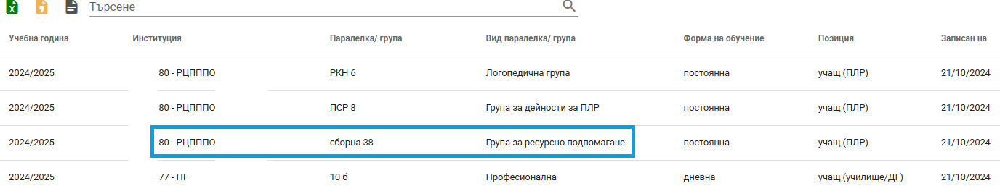 Търсене
Учебна година Институция Паралелка/ група Вид паралелка/ група Форма на обучение Позиция Записан на
2024/2025 80 - РЦПППО РКН 6 Логопедична група постоянна учащ (ПЛР) 21/10/2024
2024/2025 80 - РЦПППО ПСР 8 Група за дейности за ПЛР постоянна учащ (ПЛР) 21/10/2024
2024/2025 80 - РЦПППО сборна 38 Група за ресурсно подпомагане постоянна учащ (ПЛР) 21/10/2024
2024/2025 77 - ПГ 10 б Професионална дневна учащ (училище/ДГ) 21/10/2024